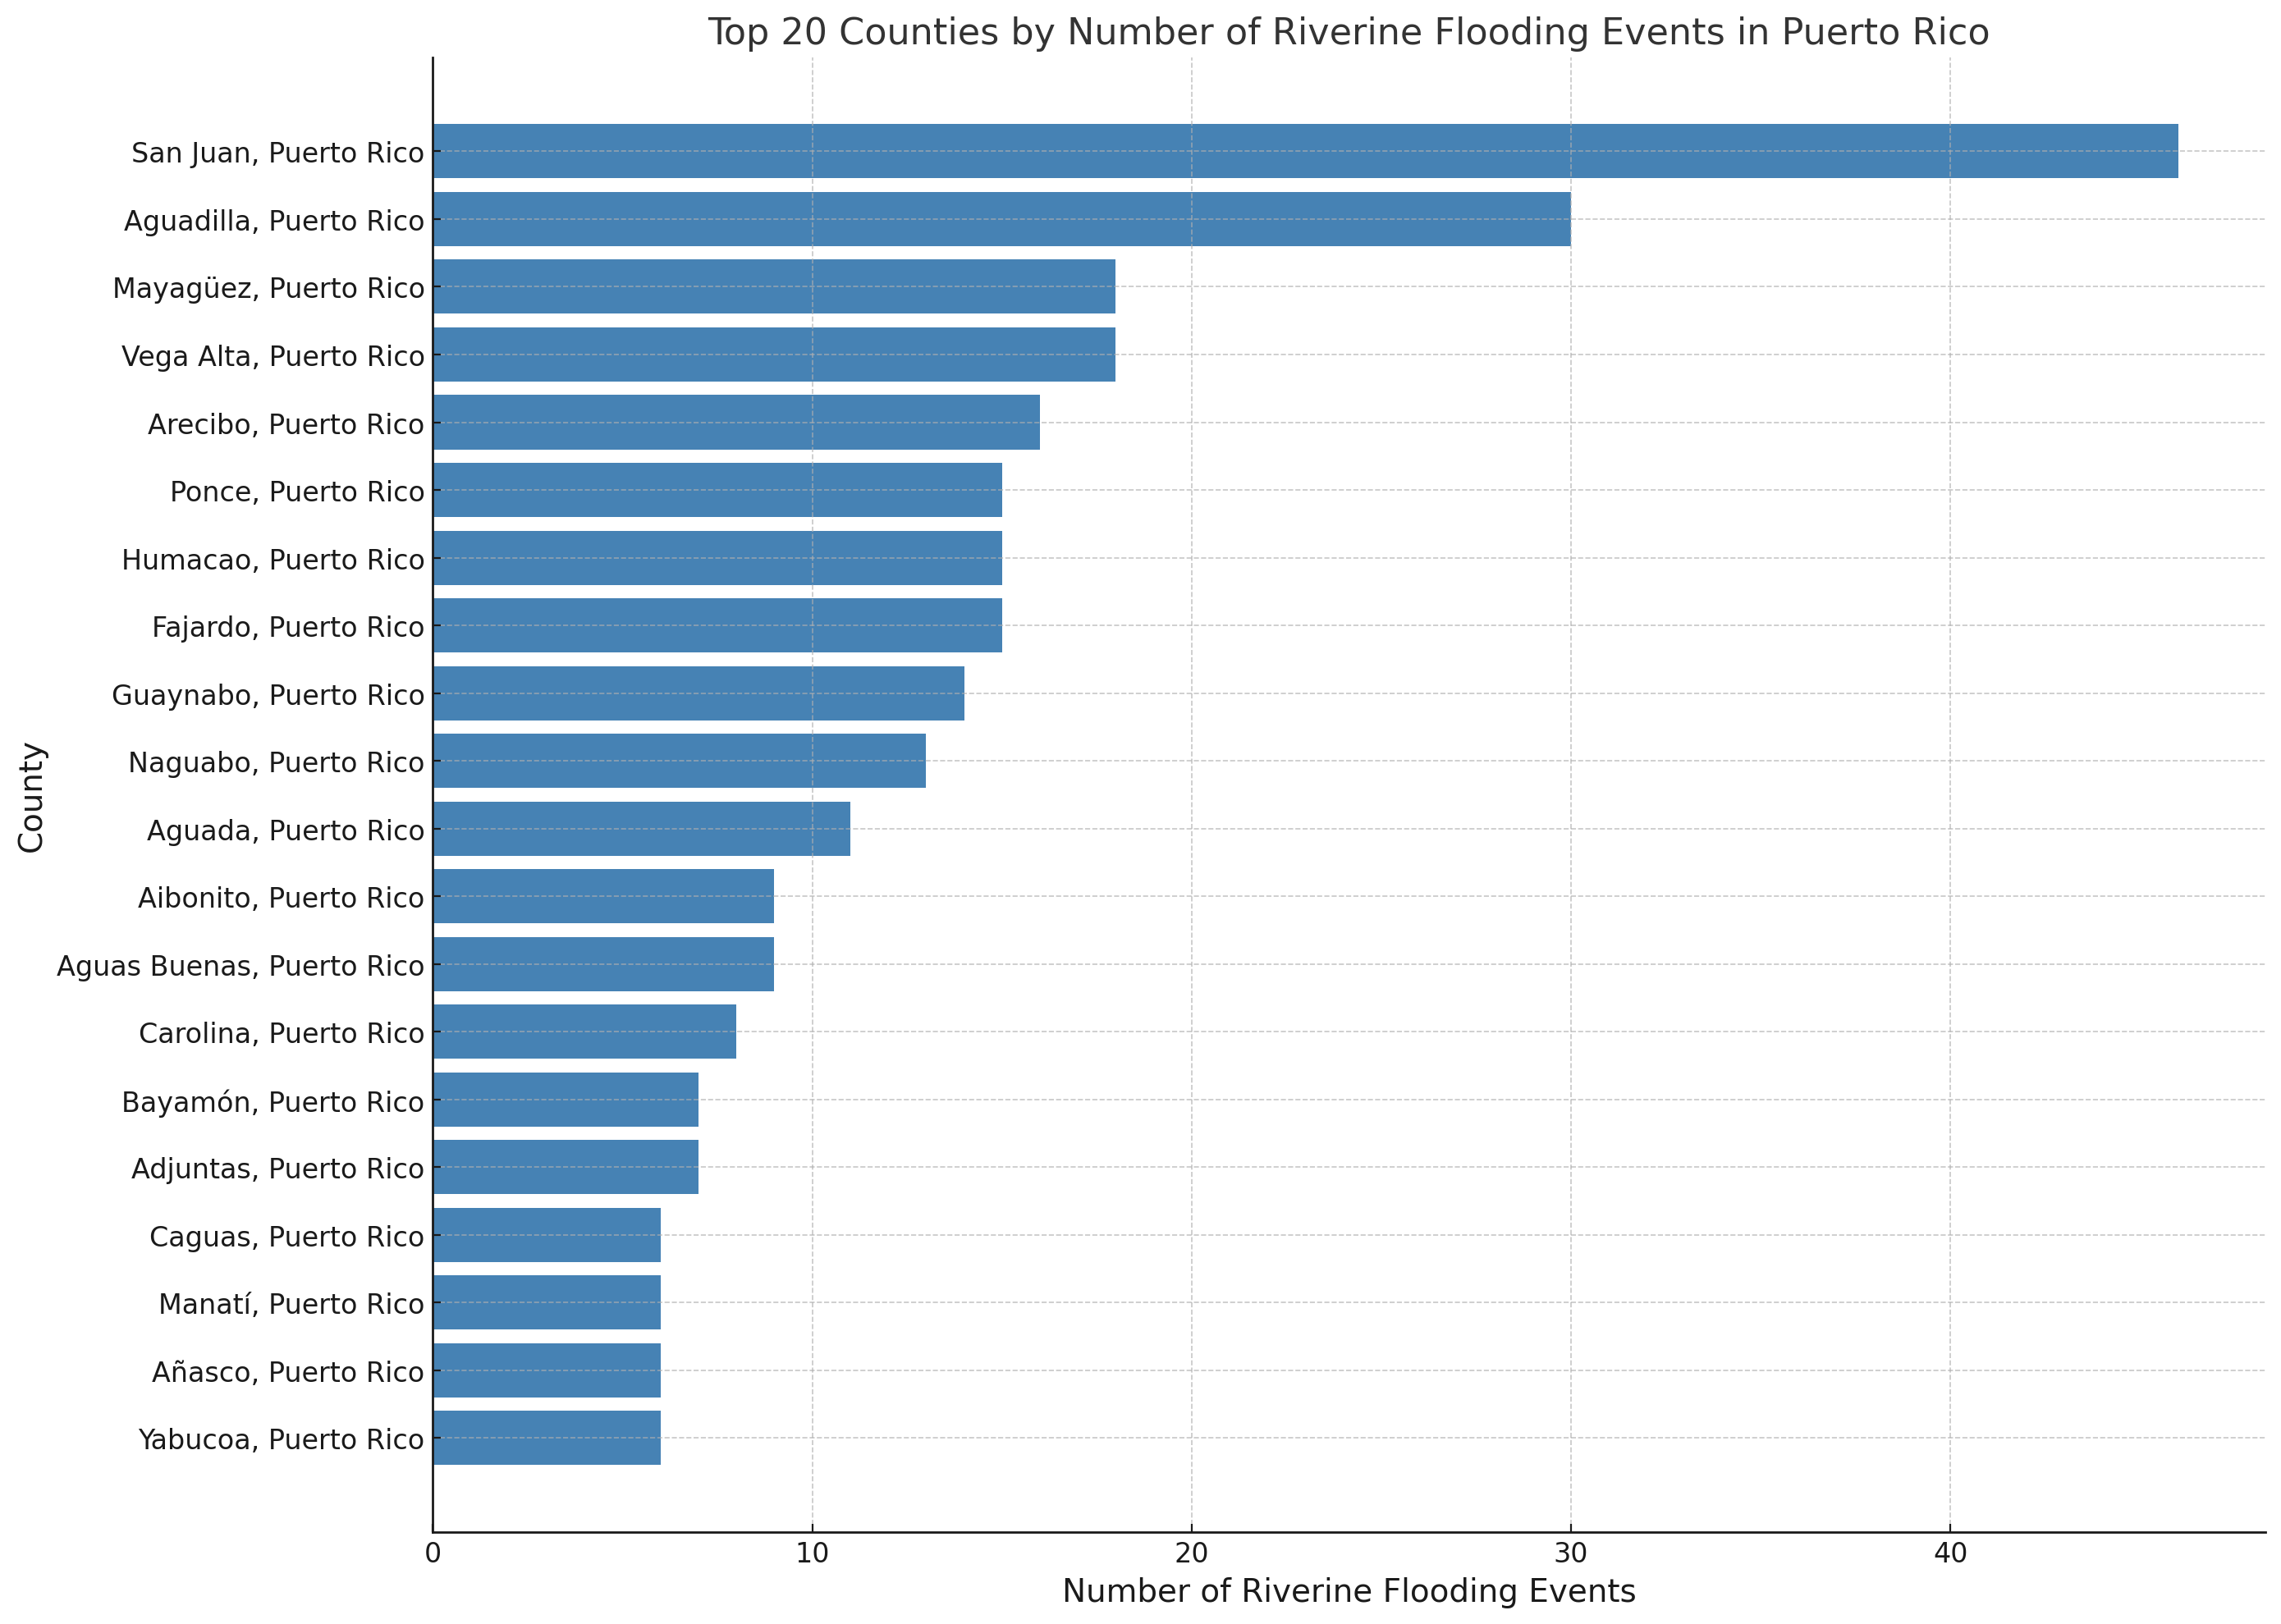 Top 20 Counties by Number of Riverine Flooding Events in Puerto Rico
County
San Juan, Puerto Rico
Aguadilla, Puerto Rico
Mayagüez, Puerto Rico
Vega Alta, Puerto Rico
Arecibo, Puerto Rico
Ponce, Puerto Rico
Humacao, Puerto Rico
Fajardo, Puerto Rico
Guaynabo, Puerto Rico
Naguabo, Puerto Rico
Aguada, Puerto Rico
Aibonito, Puerto Rico
Aguas Buenas, Puerto Rico
Carolina, Puerto Rico
Bayamón, Puerto Rico
Adjuntas, Puerto Rico
Caguas, Puerto Rico
Manatí, Puerto Rico
Añasco, Puerto Rico
Yabucoa, Puerto Rico
0 10 20 30 40
Number of Riverine Flooding Events